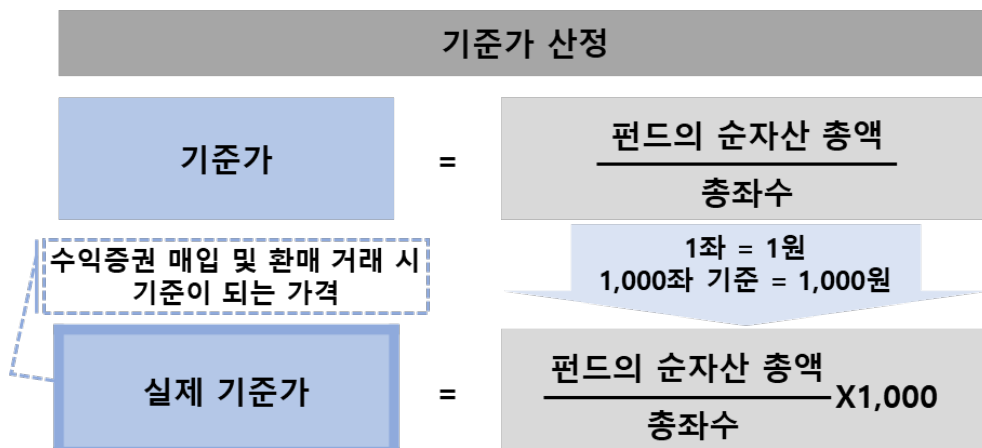 기준가 산정
기준가
=
펀드의 순자산 총액
총좌수
수익증권 매입 및 환매 거래 시
기준이 되는 가격
1좌 = 1원
1,000좌 기준 = 1,000원
실제 기준가
=
펀드의 순자산 총액
총좌수
X1,000